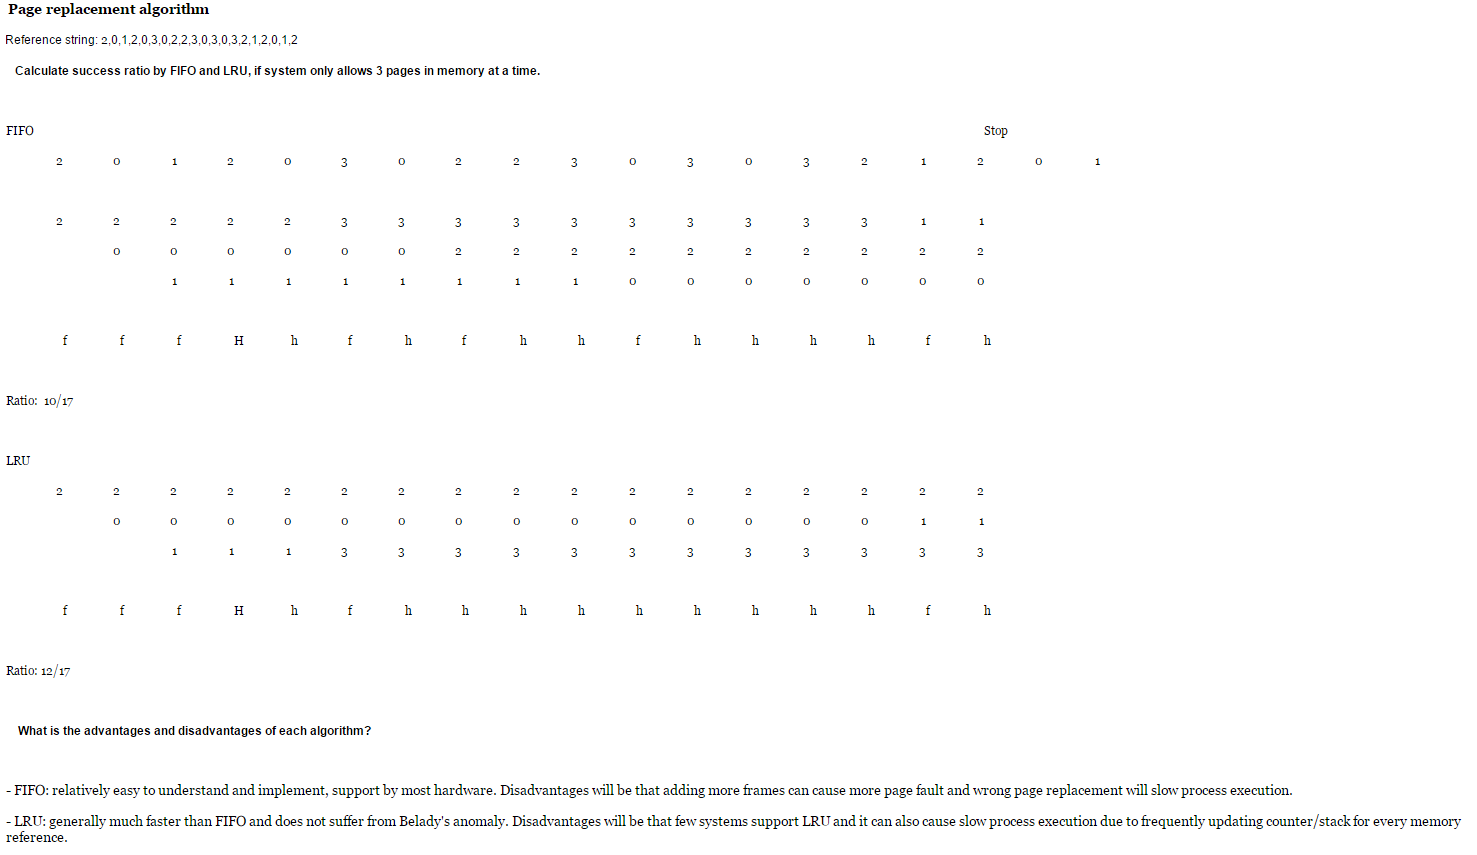 Page replacement algorithm
Reference string: 2,0,1,2,0,3,0,2,2,3,0,3,0,3,2,1,2,0,1,2
Calculate success ratio by FIFO and LRU, if system only allows 3 pages in memory at a time.
FIFO Stop
2 0 1 2 0 3 0 2 2 3 0 3 0 3 2 1 2 0 1
2 2 2 2 2 3 3 3 3 3 3 3 3 3 3 1 1
0 0 0 0 0 0 2 2 2 2 2 2 2 2 2 2
1 1 1 1 1 1 1 1 0 0 0 0 0 0 0
f f f H h f h f h h f h h h h f h
Ratio: 10/17
LRU
2 2 2 2 2 2 2 2 2 2 2 2 2 2 2 2 2
0 0 0 0 0 0 0 0 0 0 0 0 0 0 1 1
1 1 1 3 3 3 3 3 3 3 3 3 3 3 3
f f f H h f h h h h h h h h h f h
Ratio: 12/17
What is the advantages and disadvantages of each algorithm?
- FIFO: relatively easy to understand and implement, support by most hardware. Disadvantages will be that adding more frames can cause more page fault and wrong page replacement will slow process execution.
- LRU: generally much faster than FIFO and does not suffer from Belady's anomaly. Disadvantages will be that few systems support LRU and it can also cause slow process execution due to frequently updating counter/stack for every memory
reference.